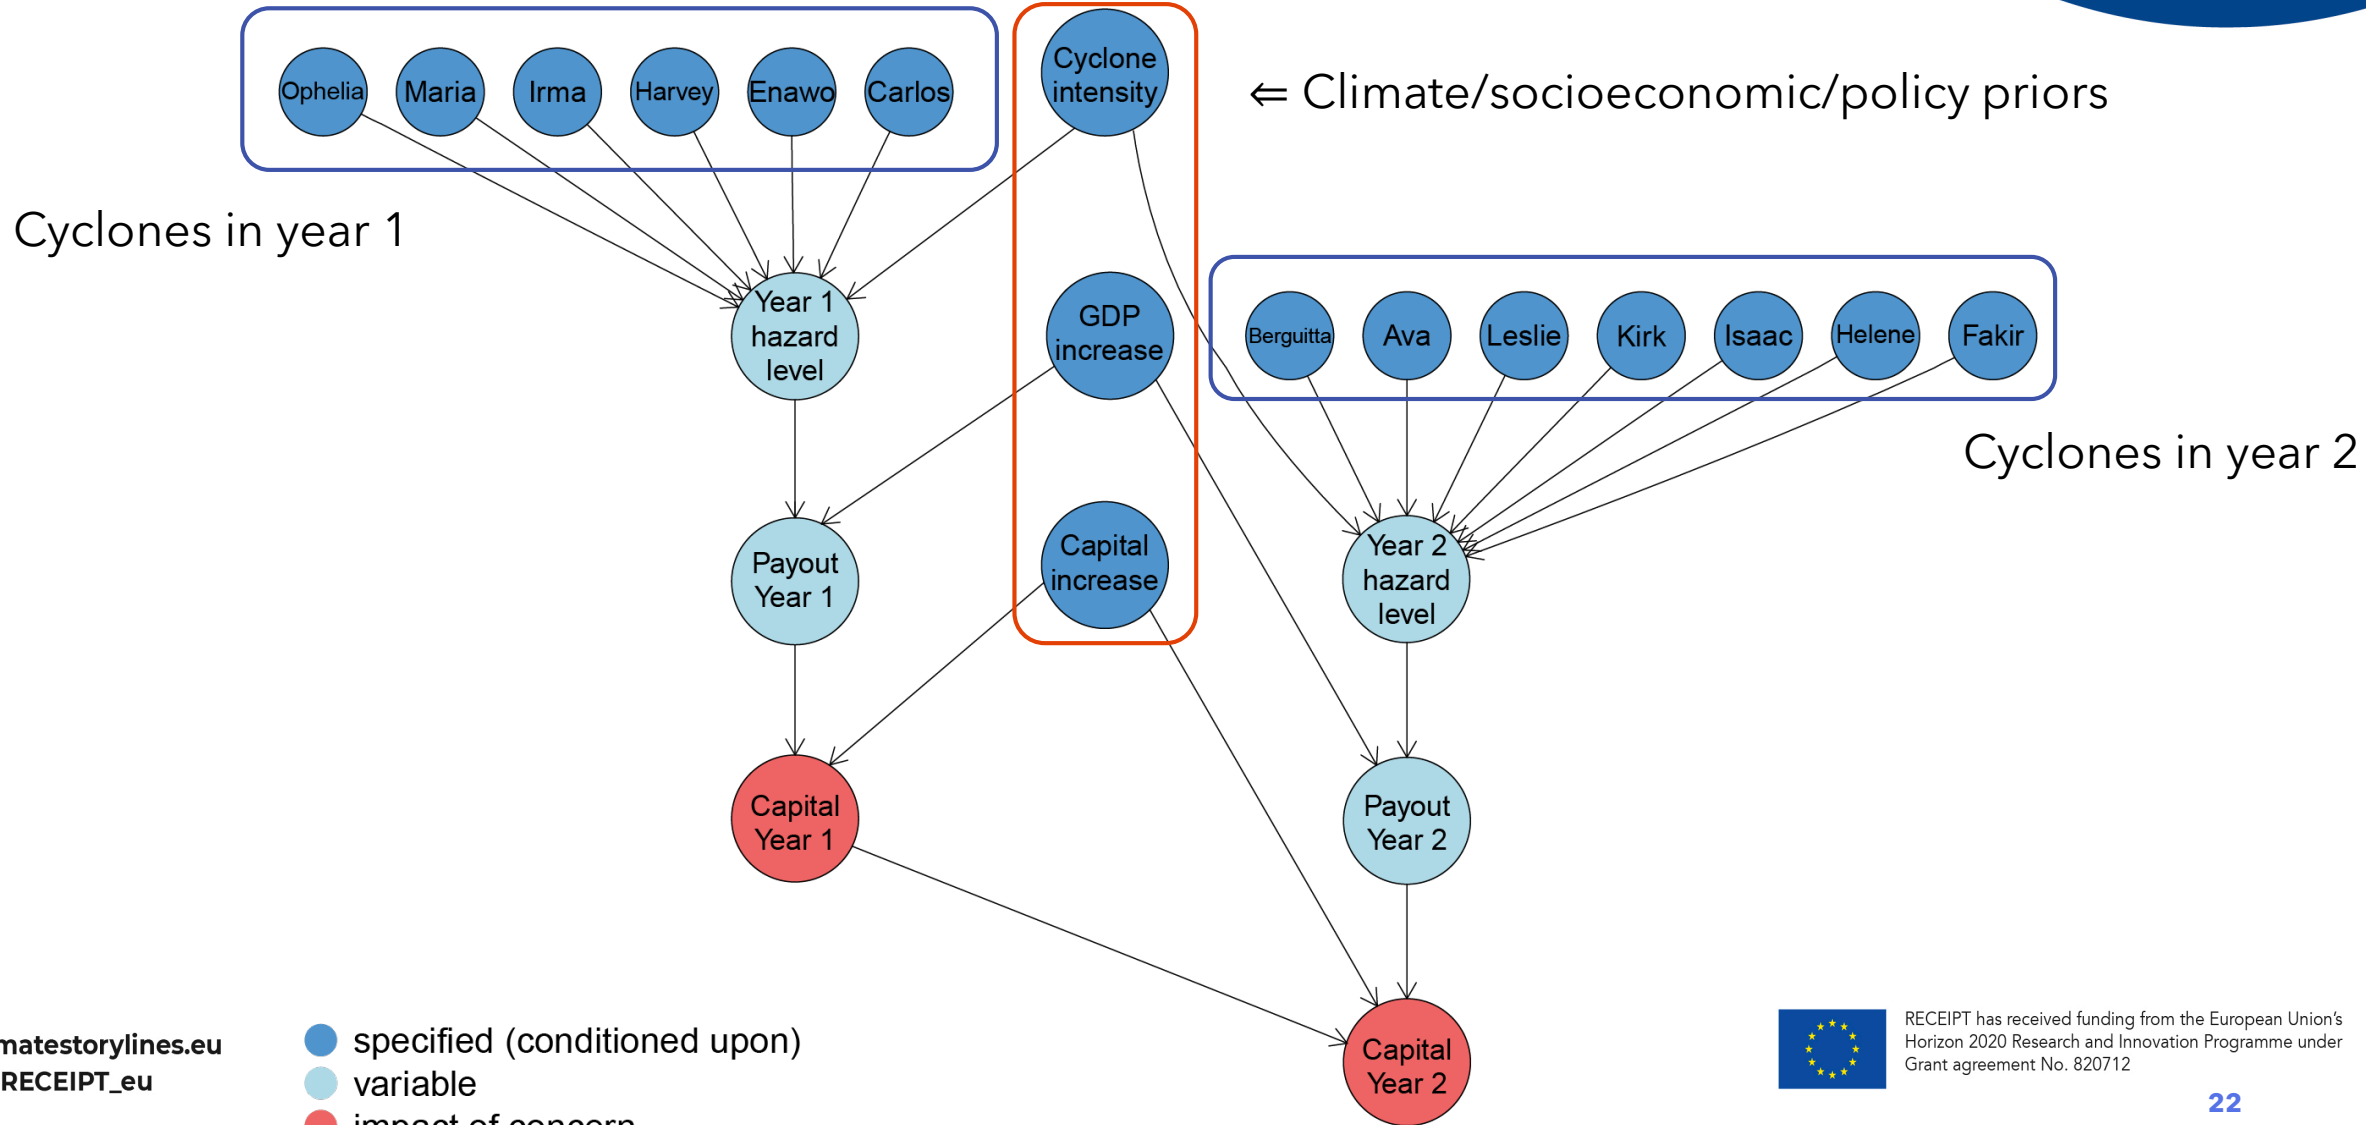 Ophelia
Maria
Irma
Harvey
Enawo
Carlos
Cyclone
intensity
⇐ Climate/socioeconomic/policy priors
Cyclones in year 1
Year 1
hazard
level
GDP
increase
Berguitta
Ava
Leslie
Kirk
Isaac
Helene
Fakir
Cyclones in year 2
Payout
Year 1
Capital
increase
Year 2
hazard
level
Capital
Year 1
Payout
Year 2
Capital
Year 2
matestorylines.eu
RECEIPT_eu
specified (conditioned upon)
variable
impact of concern
RECEIPT has received funding from the European Union's
Horizon 2020 Research and Innovation Programme under
Grant agreement No. 820712
22